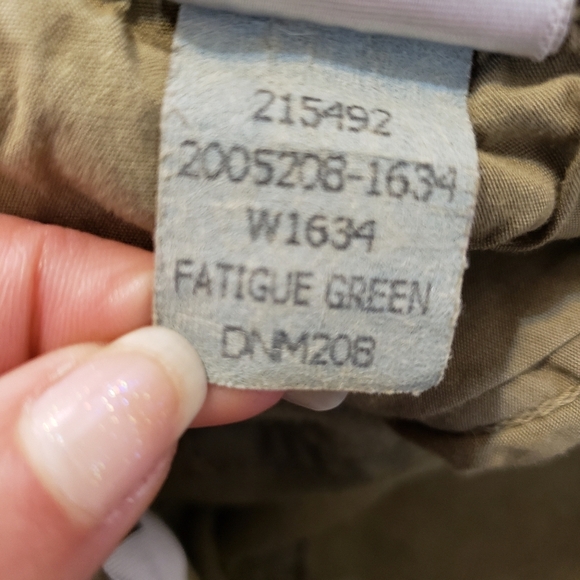 215492
2005208-1634
W1634
FATIGUE GREEN
DNM208